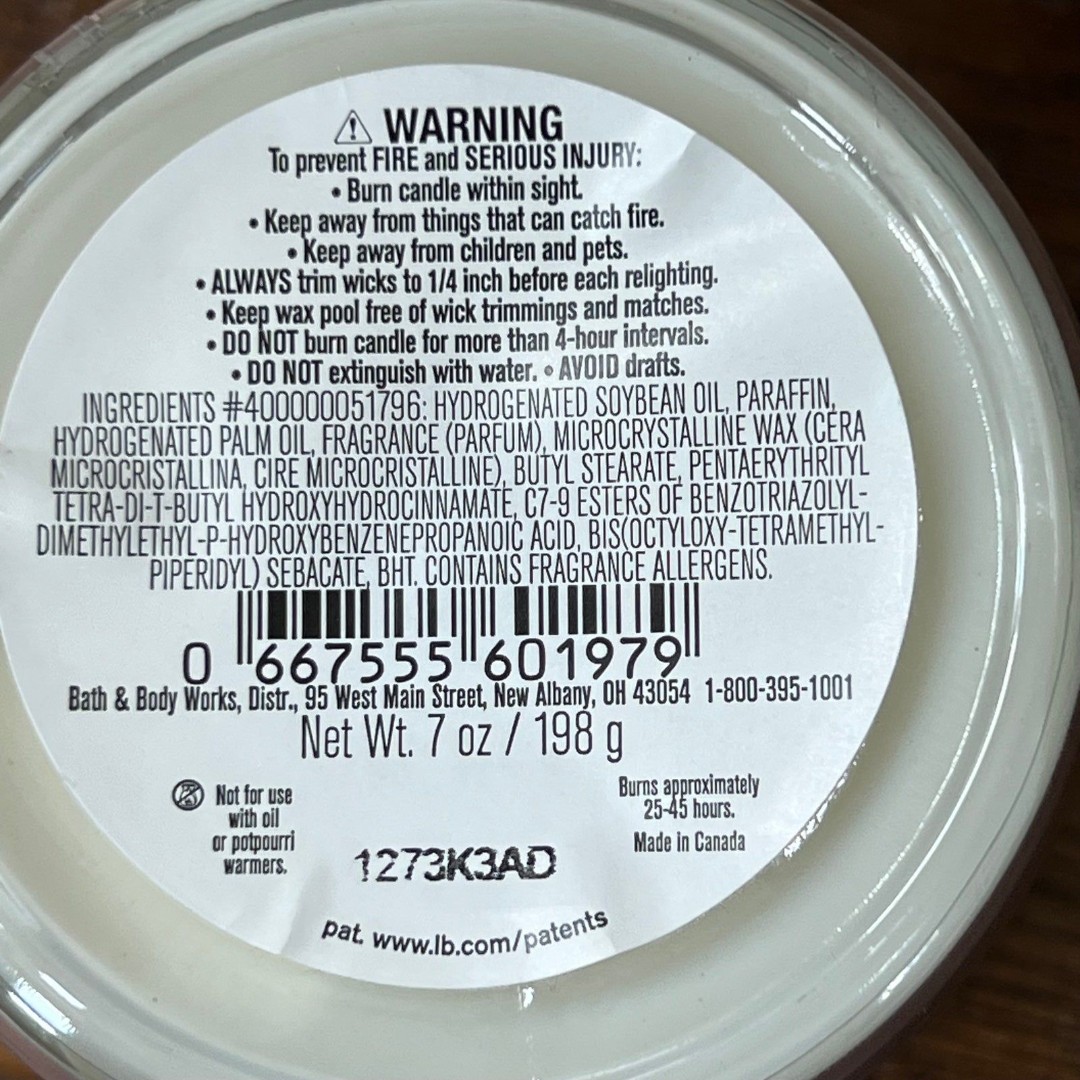 ⚠ WARNING
To prevent FIRE and SERIOUS INJURY:
• Burn candle within sight.
• Keep away from things that can catch fire.
• Keep away from children and pets.
• ALWAYS trim wicks to 1/4 inch before each relighting.
• Keep wax pool free of wick trimmings and matches.
• DO NOT burn candle for more than 4-hour intervals.
• DO NOT extinguish with water. • AVOID drafts.
INGREDIENTS #400000051796: HYDROGENATED SOYBEAN OIL, PARAFFIN,
HYDROGENATED PALM OIL, FRAGRANCE (PARFUM), MICROCRYSTALLINE WAX (CERA
MICROCRISTALLINA, CIRE MICROCRISTALLINE), BUTYL STEARATE, PENTAERYTHRITYL
TETRA-DI-T-BUTYL HYDROXYHYDROCINNAMATE, C7-9 ESTERS OF BENZOTRIAZOLYL-
DIMETHYLETHYL-P-HYDROXYBENZENEPROPANOIC ACID, BIS(OCTYLOXY-TETRAMETHYL-
PIPERIDYL) SEBACATE, BHT. CONTAINS FRAGRANCE ALLERGENS.
0 667555 601979
Bath & Body Works, Distr., 95 West Main Street, New Albany, OH 43054 1-800-395-1001
Net Wt. 7 oz / 198 g
Not for use
with oil
or potpourri
warmers.
Burns approximately
25-45 hours.
Made in Canada
1273K3AD
pat. www.lb.com/patents